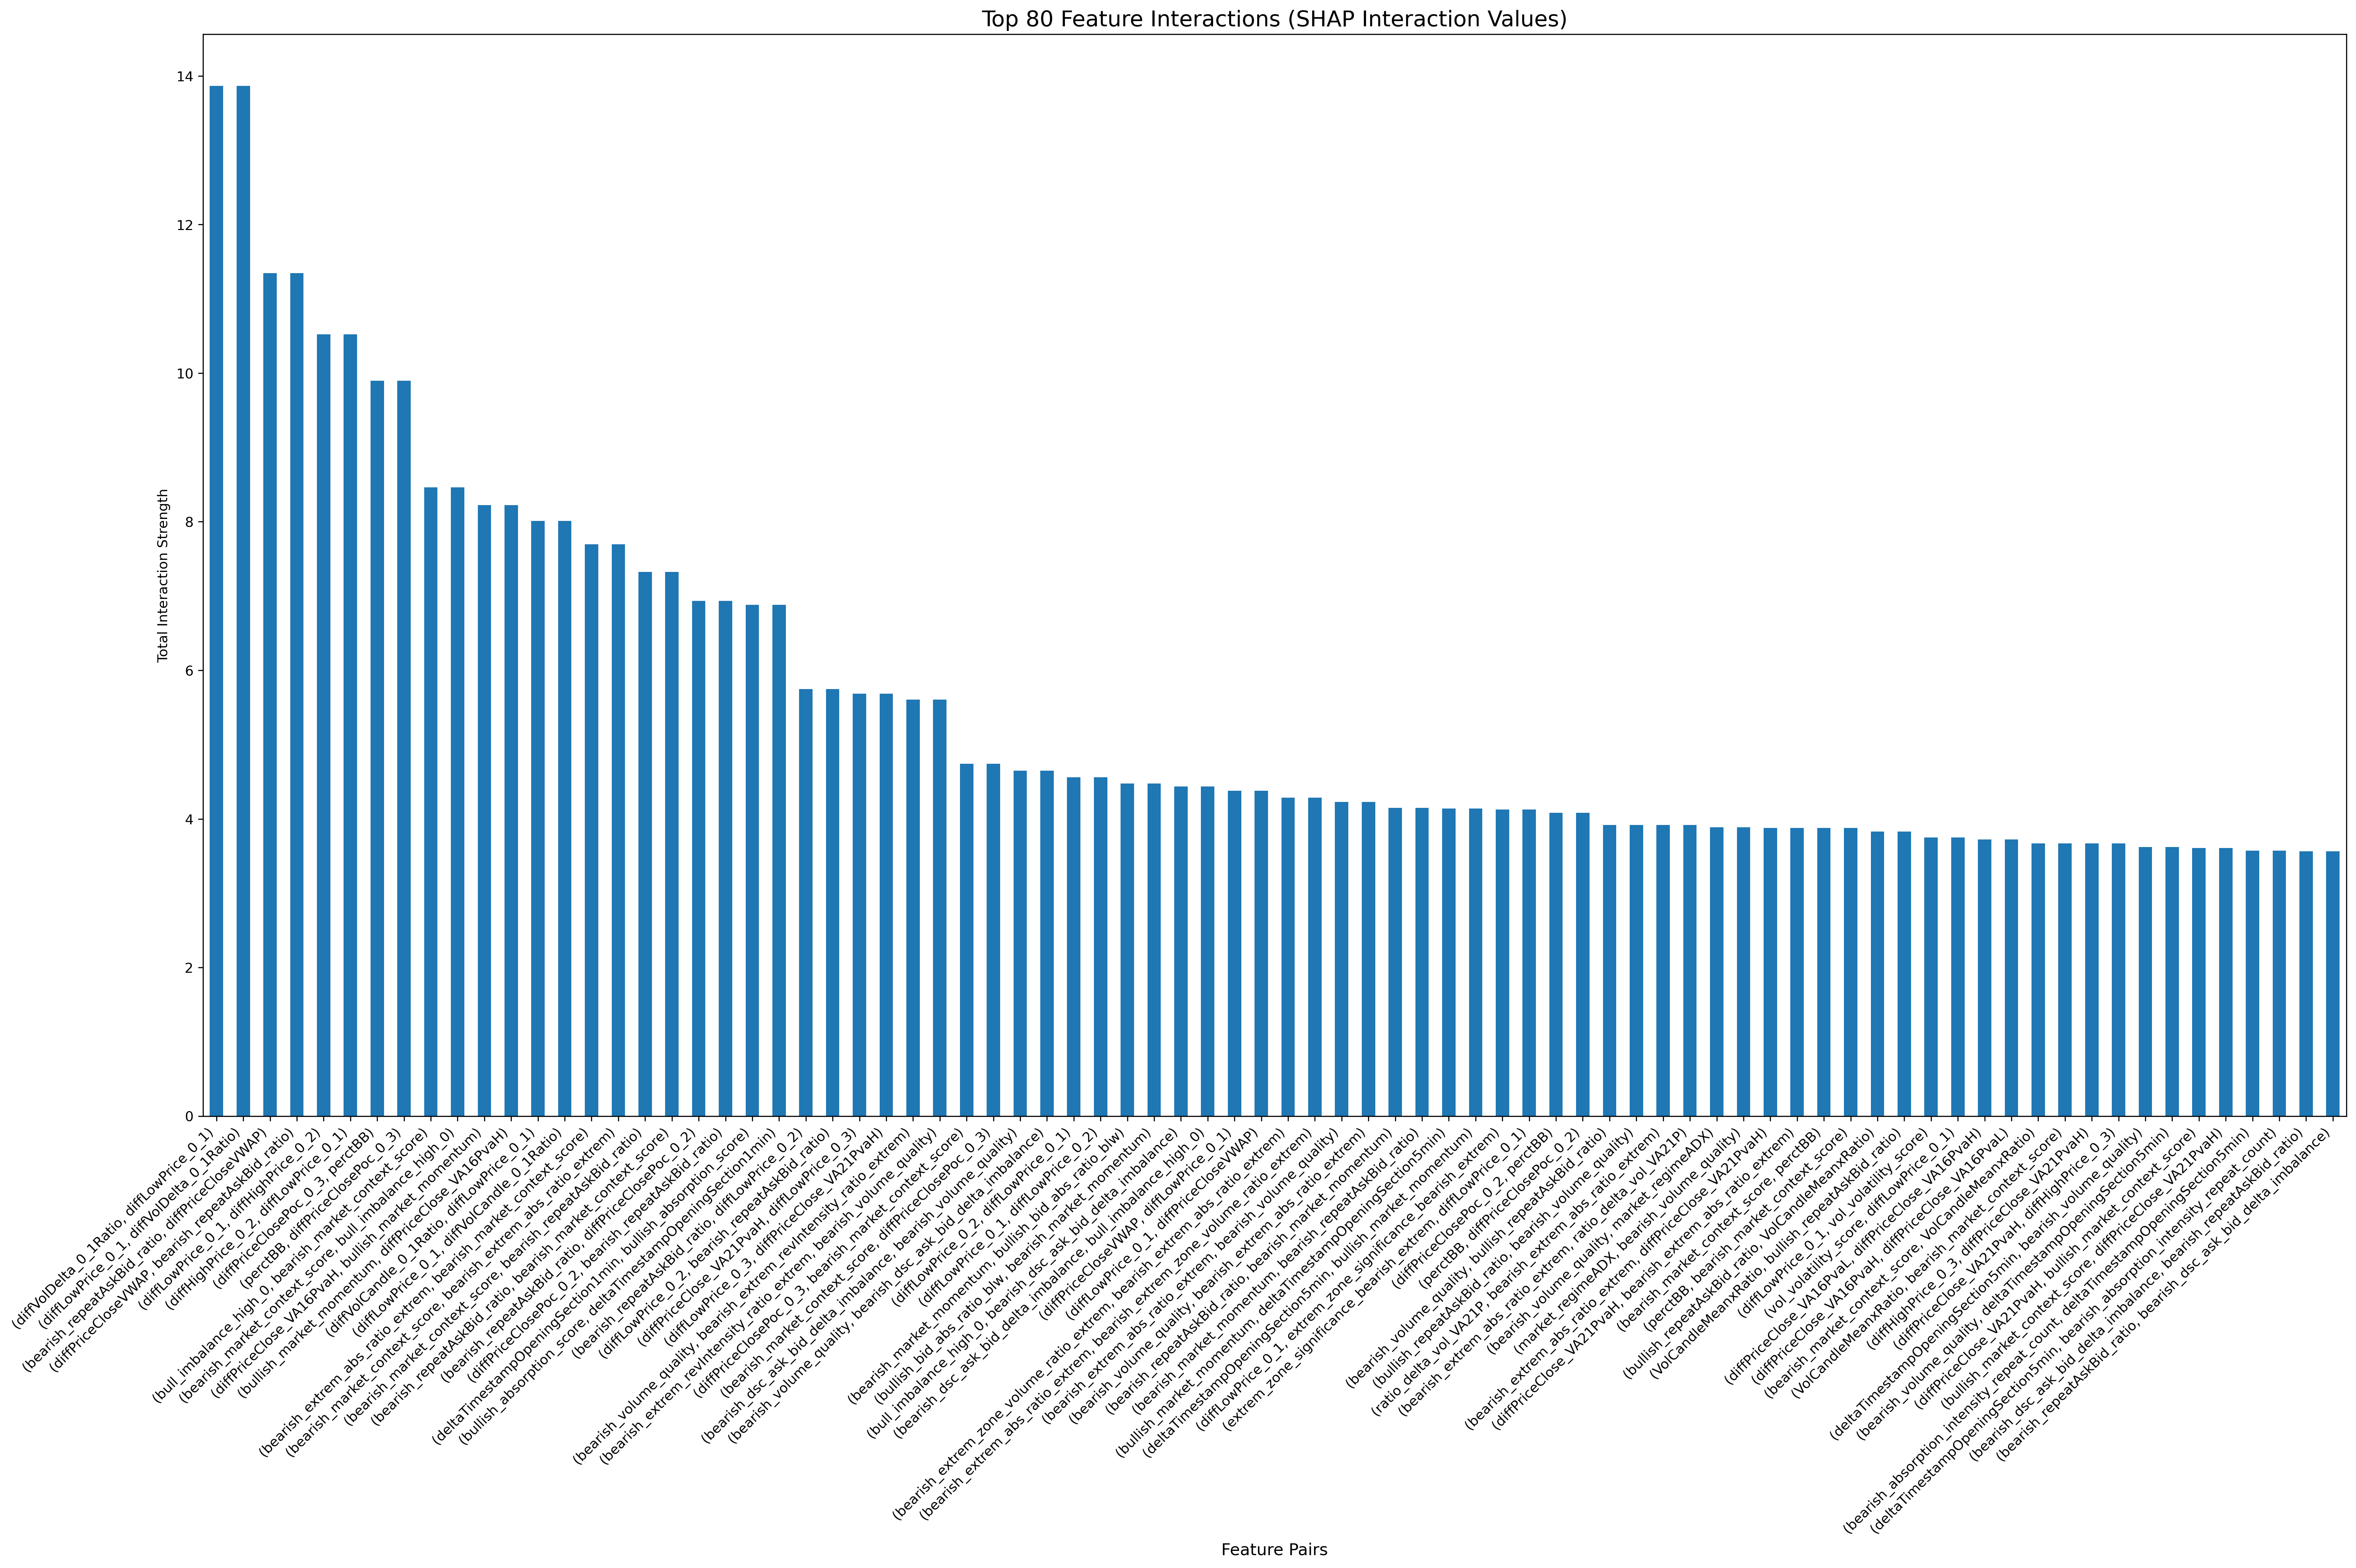 Top 80 Feature Interactions (SHAP Interaction Values)
Total Interaction Strength
14
12
10
8
6
4
2
0
(diffVolDelta_0_1Ratio, diffLowPrice_0_1)
(diffLowPrice_0_1, diffVolDelta_0_1Ratio)
(bearish_repeatAskBid_ratio, diffPriceCloseVWAP)
(diffPriceCloseVWAP, bearish_repeatAskBid_ratio)
(diffLowPrice_0_1, diffHighPrice_0_2)
(diffHighPrice_0_2, diffLowPrice_0_1)
(diffPriceClosePoc_0_3, perctBB)
(perctBB, diffPriceClosePoc_0_3)
(bull_imbalance_high_0, bearish_market_context_score)
(bearish_market_context_score, bull_imbalance_high_0)
(diffPriceClose_VA16PvaH, bullish_market_momentum)
(bullish_market_momentum, diffPriceClose_VA16PvaH)
(diffVolCandle_0_1Ratio, diffLowPrice_0_1)
(diffLowPrice_0_1, diffVolCandle_0_1Ratio)
(bearish_extrem_abs_ratio_extrem, bearish_market_context_score)
(bearish_market_context_score, bearish_extrem_abs_ratio_extrem)
(bearish_market_context_score, bearish_repeatAskBid_ratio)
(bearish_repeatAskBid_ratio, bearish_market_context_score)
(bearish_repeatAskBid_ratio, diffPriceClosePoc_0_2)
(diffPriceClosePoc_0_2, bearish_repeatAskBid_ratio)
(deltaTimestampOpeningSection1min, bullish_absorption_score)
(bullish_absorption_score, deltaTimestampOpeningSection1min)
(bearish_repeatAskBid_ratio, diffLowPrice_0_2)
(diffLowPrice_0_2, bearish_repeatAskBid_ratio)
(diffPriceClose_VA21PvaH, diffLowPrice_0_3)
(diffLowPrice_0_3, diffPriceClose_VA21PvaH)
(bearish_volume_quality, bearish_extrem_revIntensity_ratio_extrem)
(bearish_extrem_revIntensity_ratio_extrem, bearish_volume_quality)
(diffPriceClosePoc_0_3, bearish_market_context_score)
(bearish_market_context_score, diffPriceClosePoc_0_3)
(bearish_dsc_ask_bid_delta_imbalance, bearish_volume_quality)
(bearish_volume_quality, bearish_dsc_ask_bid_delta_imbalance)
(diffLowPrice_0_2, diffLowPrice_0_1)
(diffLowPrice_0_1, diffLowPrice_0_2)
(bearish_market_momentum, bullish_bid_abs_ratio_blw)
(bullish_bid_abs_ratio_blw, bearish_market_momentum)
(bull_imbalance_high_0, bearish_dsc_ask_bid_delta_imbalance)
(bearish_dsc_ask_bid_delta_imbalance, bull_imbalance_high_0)
(diffPriceCloseVWAP, diffLowPrice_0_1)
(diffLowPrice_0_1, diffPriceCloseVWAP)
(bearish_extrem_zone_volume_ratio_extrem, bearish_extrem_abs_ratio_extrem)
(bearish_extrem_abs_ratio_extrem, bearish_extrem_zone_volume_ratio_extrem)
(bearish_extrem_abs_ratio_extrem, bearish_volume_quality)
(bearish_volume_quality, bearish_extrem_abs_ratio_extrem)
(bearish_repeatAskBid_ratio, bearish_market_momentum)
(bearish_market_momentum, bearish_repeatAskBid_ratio)
(bullish_market_momentum, deltaTimestampOpeningSection5min)
(deltaTimestampOpeningSection5min, bullish_market_momentum)
(diffLowPrice_0_1, extrem_zone_significance_bearish_extrem)
(extrem_zone_significance_bearish_extrem, diffLowPrice_0_1)
(diffPriceClosePoc_0_2, perctBB)
(perctBB, diffPriceClosePoc_0_2)
(bearish_volume_quality, bullish_repeatAskBid_ratio)
(bullish_repeatAskBid_ratio, bearish_volume_quality)
(ratio_delta_vol_VA21P, bearish_extrem_abs_ratio_extrem)
(bearish_extrem_abs_ratio_extrem, ratio_delta_vol_VA21P)
(bearish_volume_quality, market_regimeADX)
(market_regimeADX, bearish_volume_quality)
(bearish_extrem_abs_ratio_extrem, diffPriceClose_VA21PvaH)
(diffPriceClose_VA21PvaH, bearish_extrem_abs_ratio_extrem)
(bearish_market_context_score, perctBB)
(perctBB, bearish_market_context_score)
(bullish_repeatAskBid_ratio, VolCandleMeanxRatio)
(VolCandleMeanxRatio, bullish_repeatAskBid_ratio)
(diffLowPrice_0_1, vol_volatility_score)
(vol_volatility_score, diffLowPrice_0_1)
(diffPriceClose_VA16PvaL, diffPriceClose_VA16PvaH)
(diffPriceClose_VA16PvaH, diffPriceClose_VA16PvaL)
(bearish_market_context_score, VolCandleMeanxRatio)
(VolCandleMeanxRatio, bearish_market_context_score)
(diffHighPrice_0_3, diffPriceClose_VA21PvaH)
(diffPriceClose_VA21PvaH, diffHighPrice_0_3)
(deltaTimestampOpeningSection5min, bearish_volume_quality)
(bearish_volume_quality, deltaTimestampOpeningSection5min)
(diffPriceClose_VA21PvaH, bullish_market_context_score)
(bullish_market_context_score, diffPriceClose_VA21PvaH)
(bearish_absorption_intensity_repeat_count, deltaTimestampOpeningSection5min)
(deltaTimestampOpeningSection5min, bearish_absorption_intensity_repeat_count)
(bearish_dsc_ask_bid_delta_imbalance, bearish_repeatAskBid_ratio)
(bearish_repeatAskBid_ratio, bearish_dsc_ask_bid_delta_imbalance)
Feature Pairs